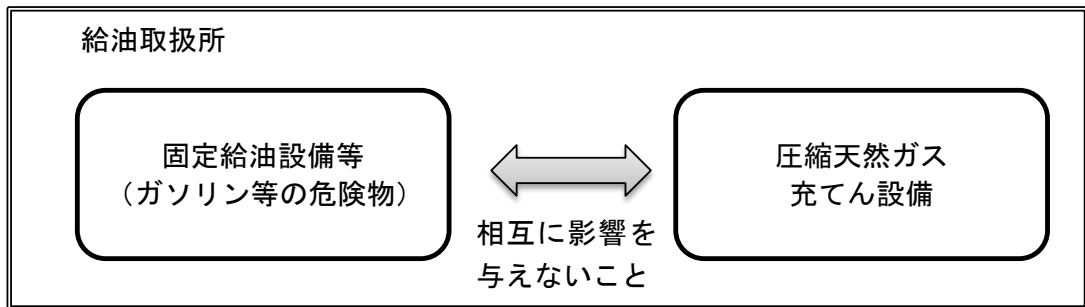 給油取扱所
固定給油設備等
（ガソリン等の危険物）
圧縮天然ガス
充てん設備
相互に影響を
与えないこと